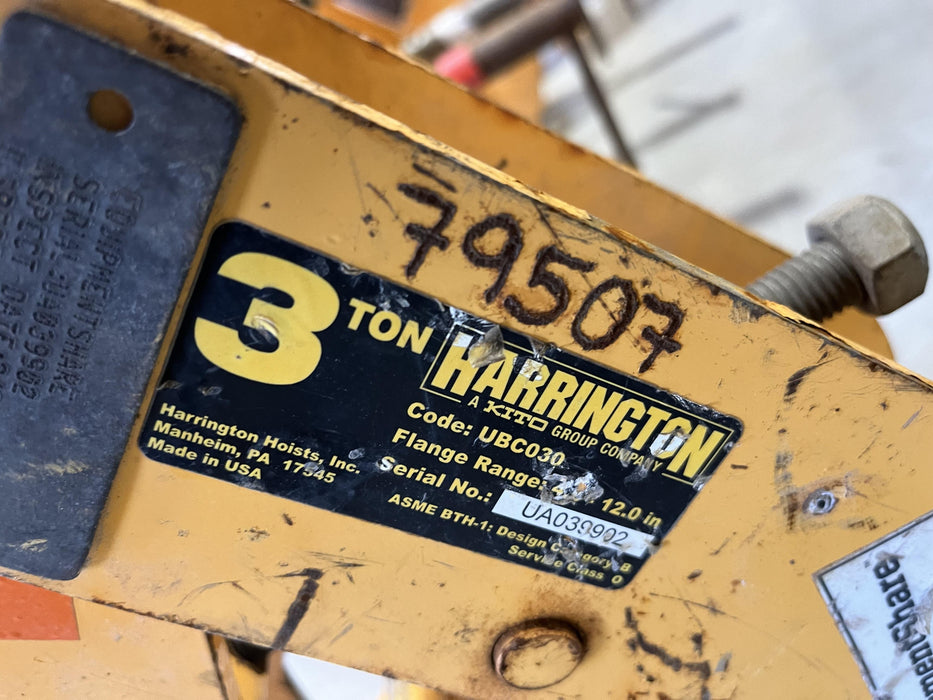 79507
3 TON
HARRINGTON
A KITO GROUP COMPANY
Code: UBC030
Flange Range: 12.0 in
Serial No.: UA039902
ASME BTH-1: Design Category B
Service Class 0
Harrington Hoists, Inc.
Manheim, PA 17545
Made in USA
EQUIPMENTSHARE
SERIAL:UA039902
INSPECT DATE
mentShare™